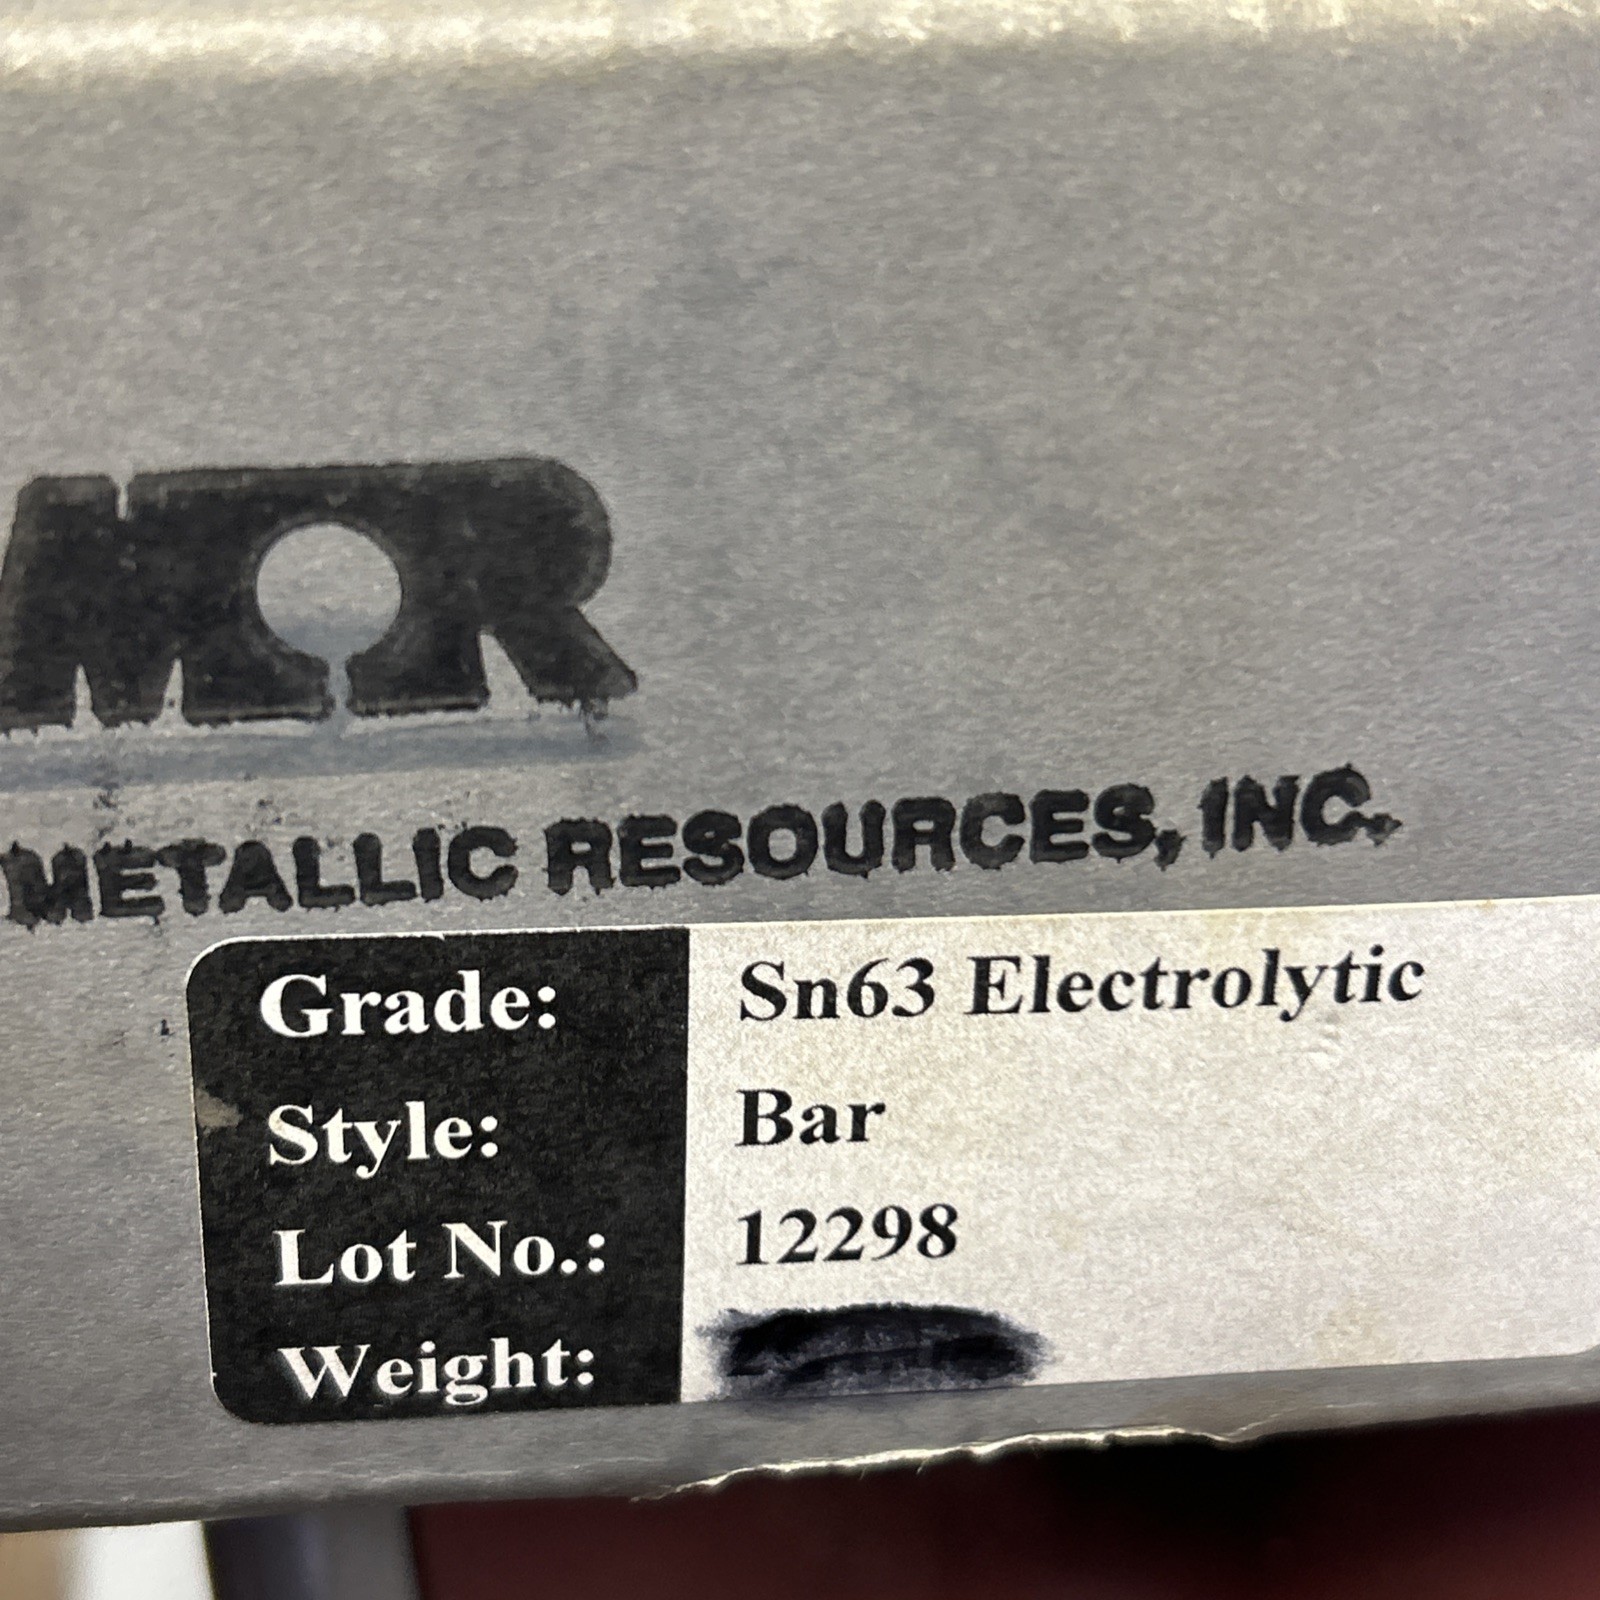 MR
METALLIC RESOURCES, INC.
Grade: Sn63 Electrolytic
Style: Bar
Lot No.: 12298
Weight: